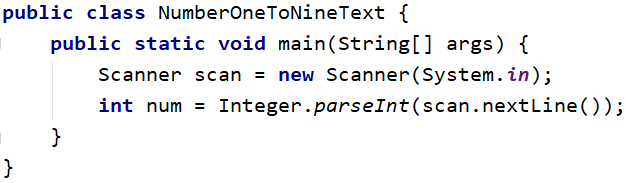 public class NumberOneToNineText {
    public static void main(String[] args) {
        Scanner scan = new Scanner(System.in);
        int num = Integer.parseInt(scan.nextLine());
    }
}